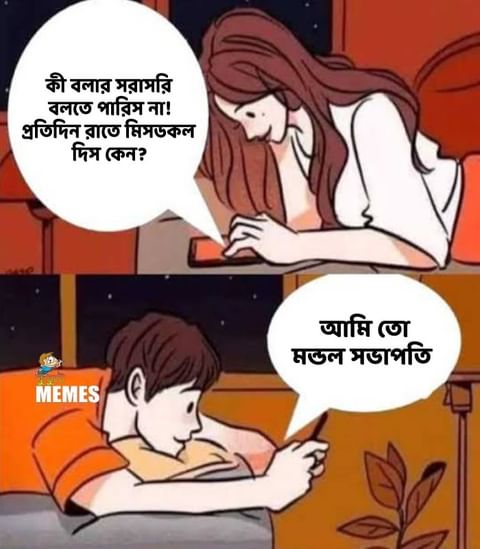 কী বলার সরাসরি
বলতে পারিস না!
প্রতিদিন রাতে মিসডকল
দিস কেন?
আমি তো
মন্ডল সভাপতি
MEMES